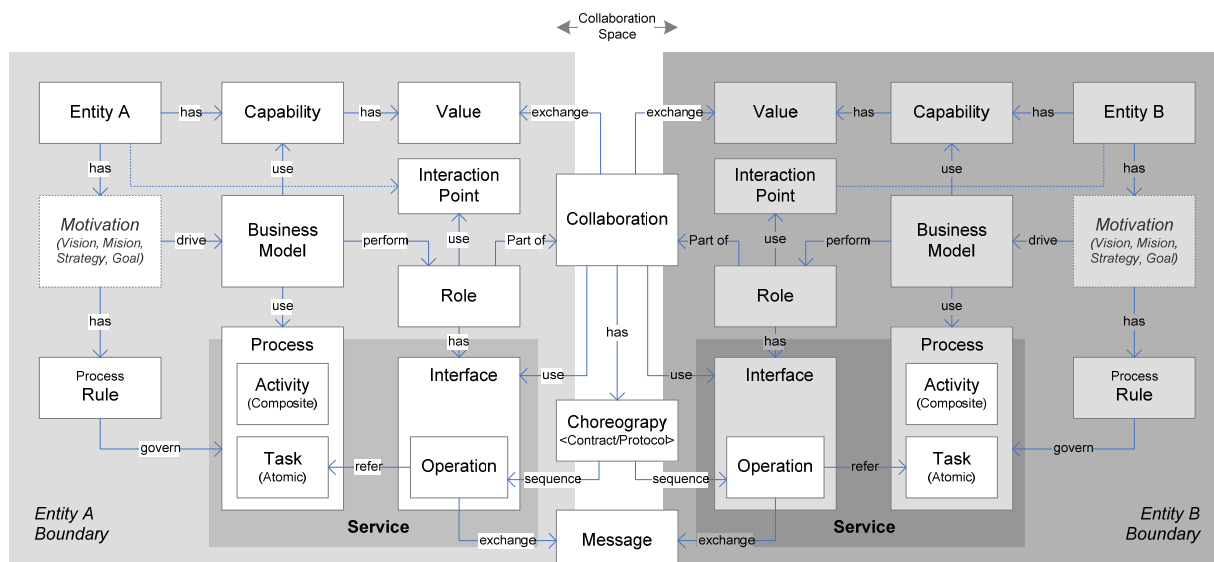 Collaboration
Space
Entity A
has
Capability
has
Value
exchange
exchange
Value
has
Capability
has
Entity B
has
use
Interaction
Point
Interaction
Point
use
has
Motivation
(Vision, Mision,
Strategy, Goal)
drive
Business
Model
perform
use
Part of
Collaboration
Part of
use
perform
Business
Model
drive
Motivation
(Vision, Mision,
Strategy, Goal)
Role
Role
has
use
has
has
has
use
has
Process
Rule
Process
Activity
(Composite)
Interface
use
use
Interface
Process
Activity
(Composite)
Process
Rule
Choreograpy
<Contract/Protocol>
govern
Task
(Atomic)
refer
Operation
sequence
sequence
Operation
refer
Task
(Atomic)
govern
Entity A
Boundary
Service
exchange
Message
exchange
Service
Entity B
Boundary